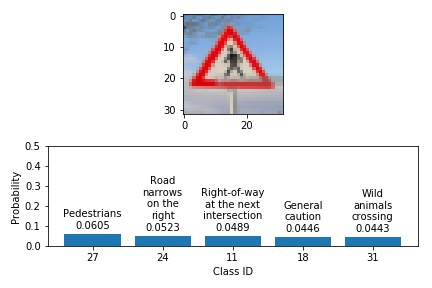 0
10
20
30
0 20
Probability
0.5
0.4
0.3
0.2
0.1
0.0
Pedestrians
0.0605
Road
narrows
on the
right
0.0523
Right-of-way
at the next
intersection
0.0489
General
caution
0.0446
Wild
animals
crossing
0.0443
27 24 11 18 31
Class ID